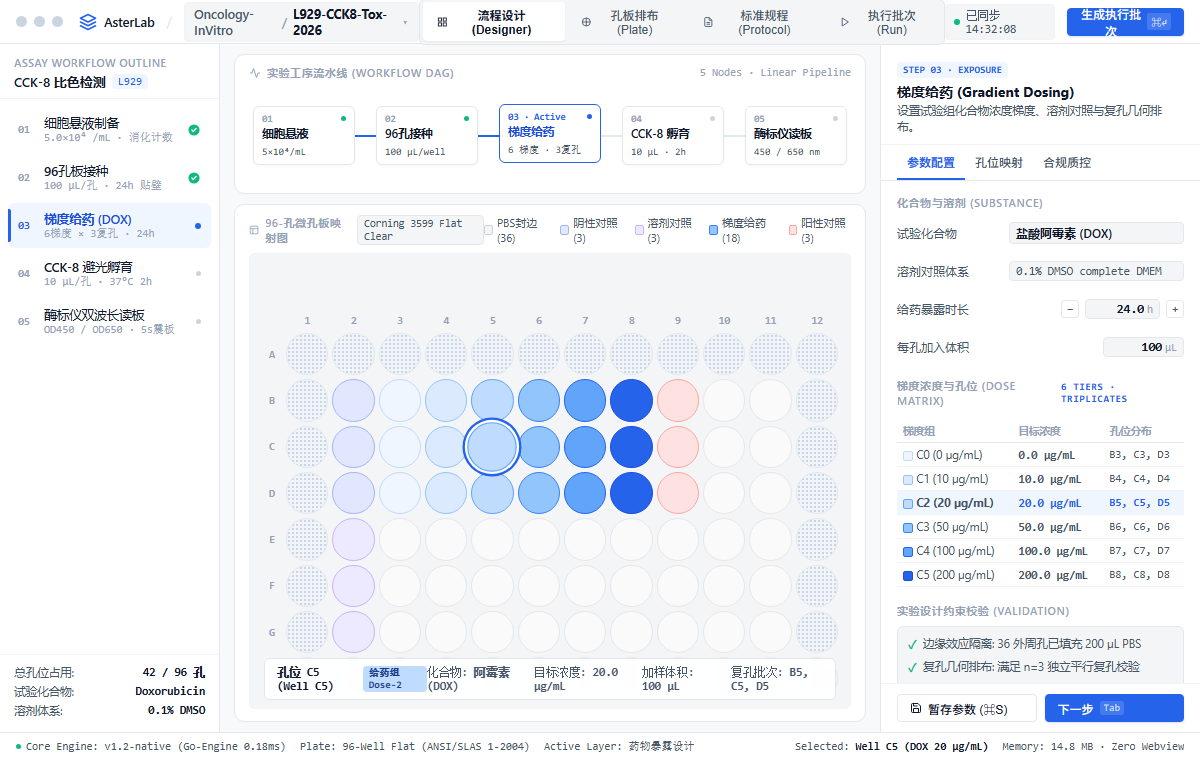 AsterLab
/
Oncology-
InVitro
/
L929-CCK8-Tox-
2026
流程设计
(Designer)
孔板排布
(Plate)
标准规程
(Protocol)
执行批次
(Run)
已同步
14:32:08
生成执行批
次
⌘↵
ASSAY WORKFLOW OUTLINE
CCK-8 比色检测
L929
01
细胞悬液制备
5.0×10⁴ /mL · 消化计数
02
96孔板接种
100 μL/孔 · 24h 贴壁
03
梯度给药 (DOX)
6梯度 × 3复孔 · 24h
04
CCK-8 避光孵育
10 μL/孔 · 37°C 2h
05
酶标仪双波长读板
OD450 / OD650 · 5s震板
总孔位占用:
42 / 96 孔
试验化合物:
Doxorubicin
溶剂体系:
0.1% DMSO
实验工序流水线 (WORKFLOW DAG)
5 Nodes · Linear Pipeline
01
细胞悬液
5×10⁴/mL
02
96孔接种
100 μL/well
03 · Active
梯度给药
6 梯度 · 3复孔
04
CCK-8 孵育
10 μL · 2h
05
酶标仪读板
450 / 650 nm
96-孔微孔板映
射图
Corning 3599 Flat
Clear
PBS封边
(36)
阴性对照
(3)
溶剂对照
(3)
梯度给药
(18)
阳性对照
(3)
1 2 3 4 5 6 7 8 9 10 11 12
A
B
C
D
E
F
G
孔位 C5
(Well C5)
给药组
Dose-2
化合物: 阿霉素
(DOX)
目标浓度: 20.0
μg/mL
加样体积:
100 μL
复孔批次: B5,
C5, D5
STEP 03 · EXPOSURE
梯度给药 (Gradient Dosing)
设置试验组化合物浓度梯度、溶剂对照与复孔几何排
布。
参数配置
孔位映射
合规质控
化合物与溶剂 (SUBSTANCE)
试验化合物
盐酸阿霉素 (DOX)
溶剂对照体系
0.1% DMSO complete DMEM
给药暴露时长
−
24.0 h
+
每孔加入体积
100 μL
梯度浓度与孔位 (DOSE
MATRIX)
6 TIERS ·
TRIPLICATES
梯度组
目标浓度
孔位分布
C0 (0 μg/mL)
0.0 μg/mL
B3, C3, D3
C1 (10 μg/mL)
10.0 μg/mL
B4, C4, D4
C2 (20 μg/mL)
20.0 μg/mL
B5, C5, D5
C3 (50 μg/mL)
50.0 μg/mL
B6, C6, D6
C4 (100 μg/mL)
100.0 μg/mL
B7, C7, D7
C5 (200 μg/mL)
200.0 μg/mL
B8, C8, D8
实验设计约束校验 (VALIDATION)
✓ 边缘效应隔离: 36 外周孔已填充 200 μL PBS
✓ 复孔几何排布: 满足 n=3 独立平行复孔校验
暂存参数 (⌘S)
下一步
Tab
Core Engine: v1.2-native (Go-Engine 0.18ms)
Plate: 96-Well Flat (ANSI/SLAS 1-2004)
Active Layer: 药物暴露设计
Selected: Well C5 (DOX 20 μg/mL)
Memory: 14.8 MB · Zero Webview